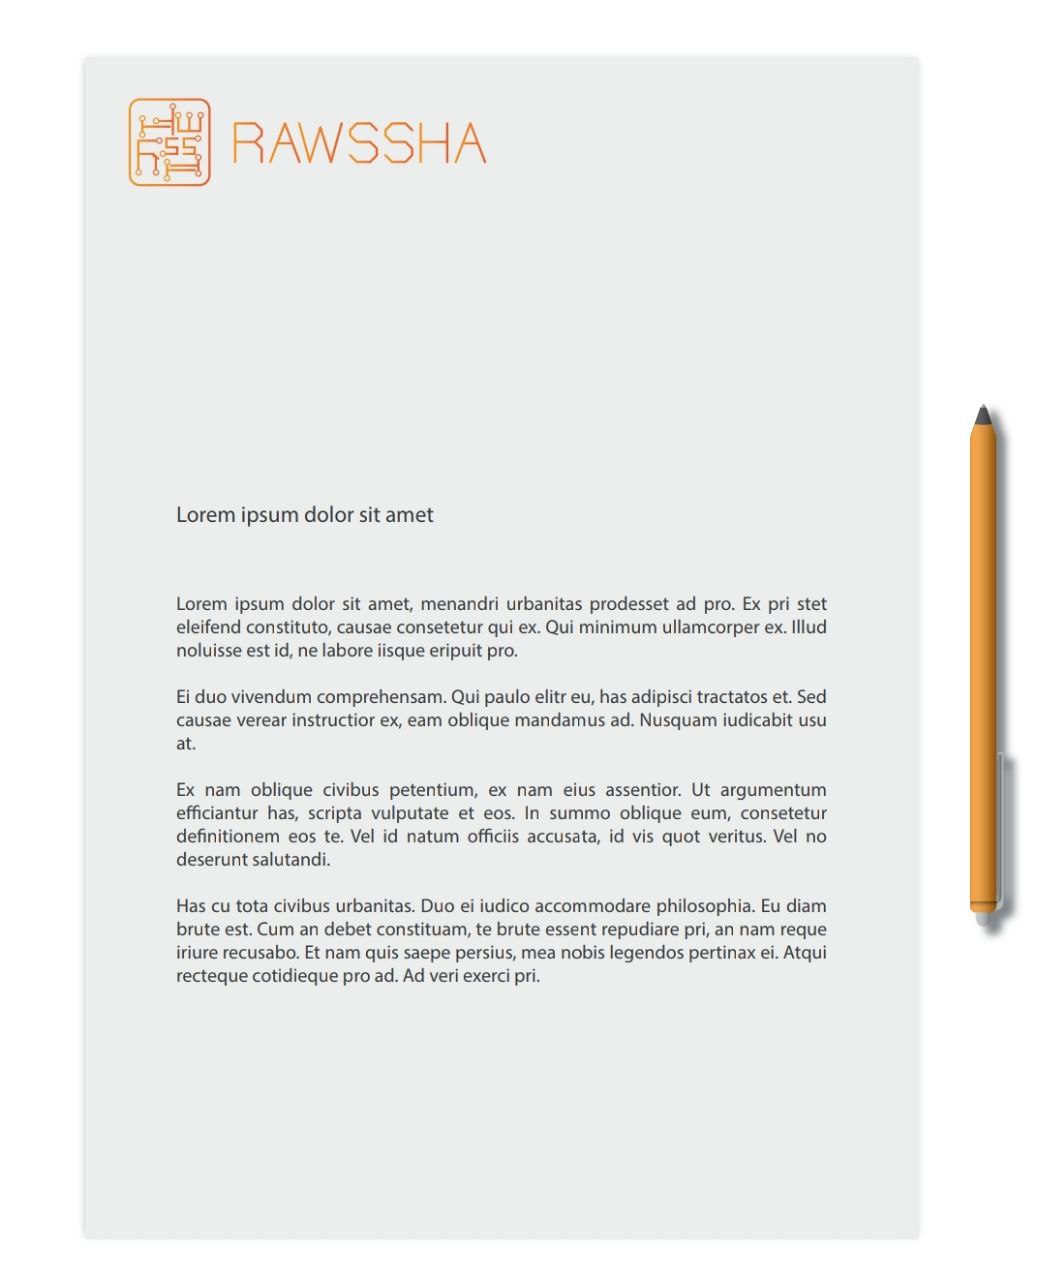 RAWSSHA
Lorem ipsum dolor sit amet
Lorem ipsum dolor sit amet, menandri urbanitas prodesset ad pro. Ex pri stet
eleifend constituto, causae consetetur qui ex. Qui minimum ullamcorper ex. Illud
noluisse est id, ne labore iisque eripuit pro.
Ei duo vivendum comprehensam. Qui paulo elitr eu, has adipisci tractatos et. Sed
causae verear instructior ex, eam oblique mandamus ad. Nusquam iudicabit usu
at.
Ex nam oblique civibus petentium, ex nam eius assentior. Ut argumentum
efficiantur has, scripta vulputate et eos. In summo oblique eum, consetetur
definitionem eos te. Vel id natum officiis accusata, id vis quot veritus. Vel no
deserunt salutandi.
Has cu tota civibus urbanitas. Duo ei iudico accommodare philosophia. Eu diam
brute est. Cum an debet constituam, te brute essent repudiare pri, an nam reque
iriure recusabo. Et nam quis saepe persius, mea nobis legendos pertinax ei. Atqui
recteque cotidieque pro ad. Ad veri exerci pri.